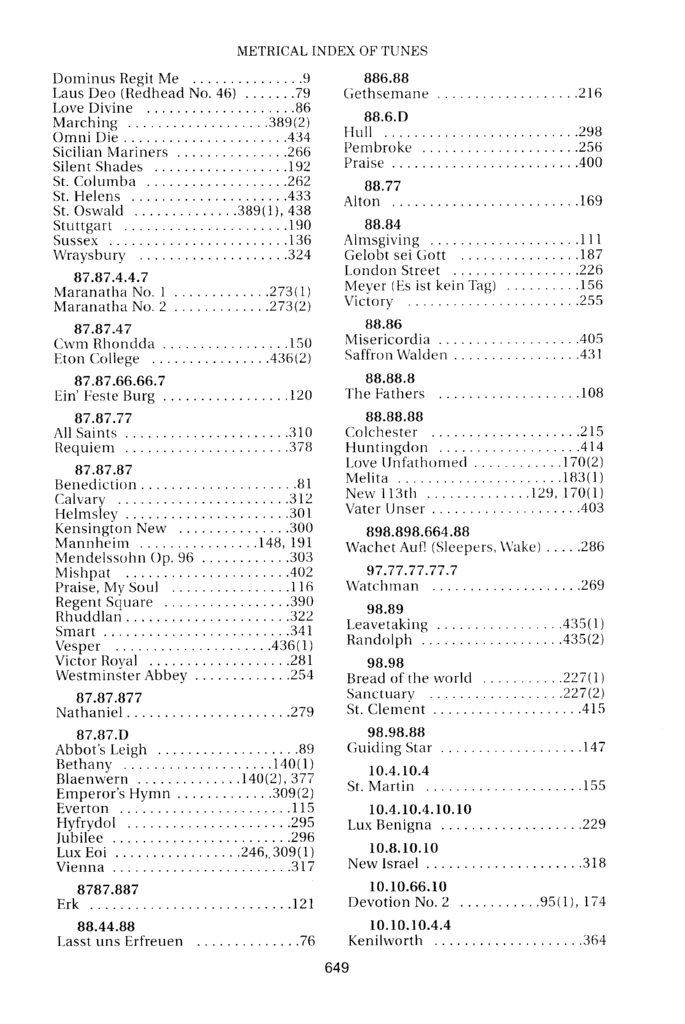 METRICAL INDEX OF TUNES
Dominus Regit Me ...............9
Laus Deo (Redhead No. 46) .......79
Love Divine ....................86
Marching ...................389(2)
Omni Die ......................434
Sicilian Mariners ...............266
Silent Shades ..................192
St. Columba ...................262
St. Helens .....................433
St. Oswald ..............389(1), 438
Stuttgart ......................190
Sussex ........................136
Wraysbury ....................324
87.87.4.4.7
Maranatha No. 1 .............273(1)
Maranatha No. 2 .............273(2)
87.87.47
Cwm Rhondda .................150
Eton College ................436(2)
87.87.66.66.7
Ein' Feste Burg .................120
87.87.77
All Saints ......................310
Requiem ......................378
87.87.87
Benediction .....................81
Calvary .......................312
Helmsley ......................301
Kensington New ...............300
Mannheim ................148, 191
Mendelssohn Op. 96 ............303
Mishpat ......................402
Praise, My Soul ................116
Regent Square .................390
Rhuddlan ......................322
Smart .........................341
Vesper .....................436(1)
Victor Royal ...................281
Westminster Abbey .............254
87.87.877
Nathaniel ......................279
87.87.D
Abbot's Leigh ...................89
Bethany ....................140(1)
Blaenwern ..............140(2), 377
Emperor's Hymn .............309(2)
Everton .......................115
Hyfrydol ......................295
Jubilee ........................296
Lux Eoi .................246, 309(1)
Vienna ........................317
8787.887
Erk ...........................121
88.44.88
Lasst uns Erfreuen ..............76
886.88
Gethsemane ...................216
88.6.D
Hull ..........................298
Pembroke .....................256
Praise .........................400
88.77
Alton .........................169
88.84
Almsgiving ....................111
Gelobt sei Gott ................187
London Street .................226
Meyer (Es ist kein Tag) ..........156
Victory .......................255
88.86
Misericordia ...................405
Saffron Walden .................431
88.88.8
The Fathers ...................108
88.88.88
Colchester ....................215
Huntingdon ...................414
Love Unfathomed ............170(2)
Melita ......................183(1)
New 113th ..............129, 170(1)
Vater Unser ....................403
898.898.664.88
Wachet Auf! (Sleepers, Wake) .....286
97.77.77.77.7
Watchman ....................269
98.89
Leavetaking .................435(1)
Randolph ...................435(2)
98.98
Bread of the world ...........227(1)
Sanctuary ..................227(2)
St. Clement ....................415
98.98.88
Guiding Star ...................147
10.4.10.4
St. Martin .....................155
10.4.10.4.10.10
Lux Benigna ...................229
10.8.10.10
New Israel .....................318
10.10.66.10
Devotion No. 2 ...........95(1), 174
10.10.10.4.4
Kenilworth ....................364
649